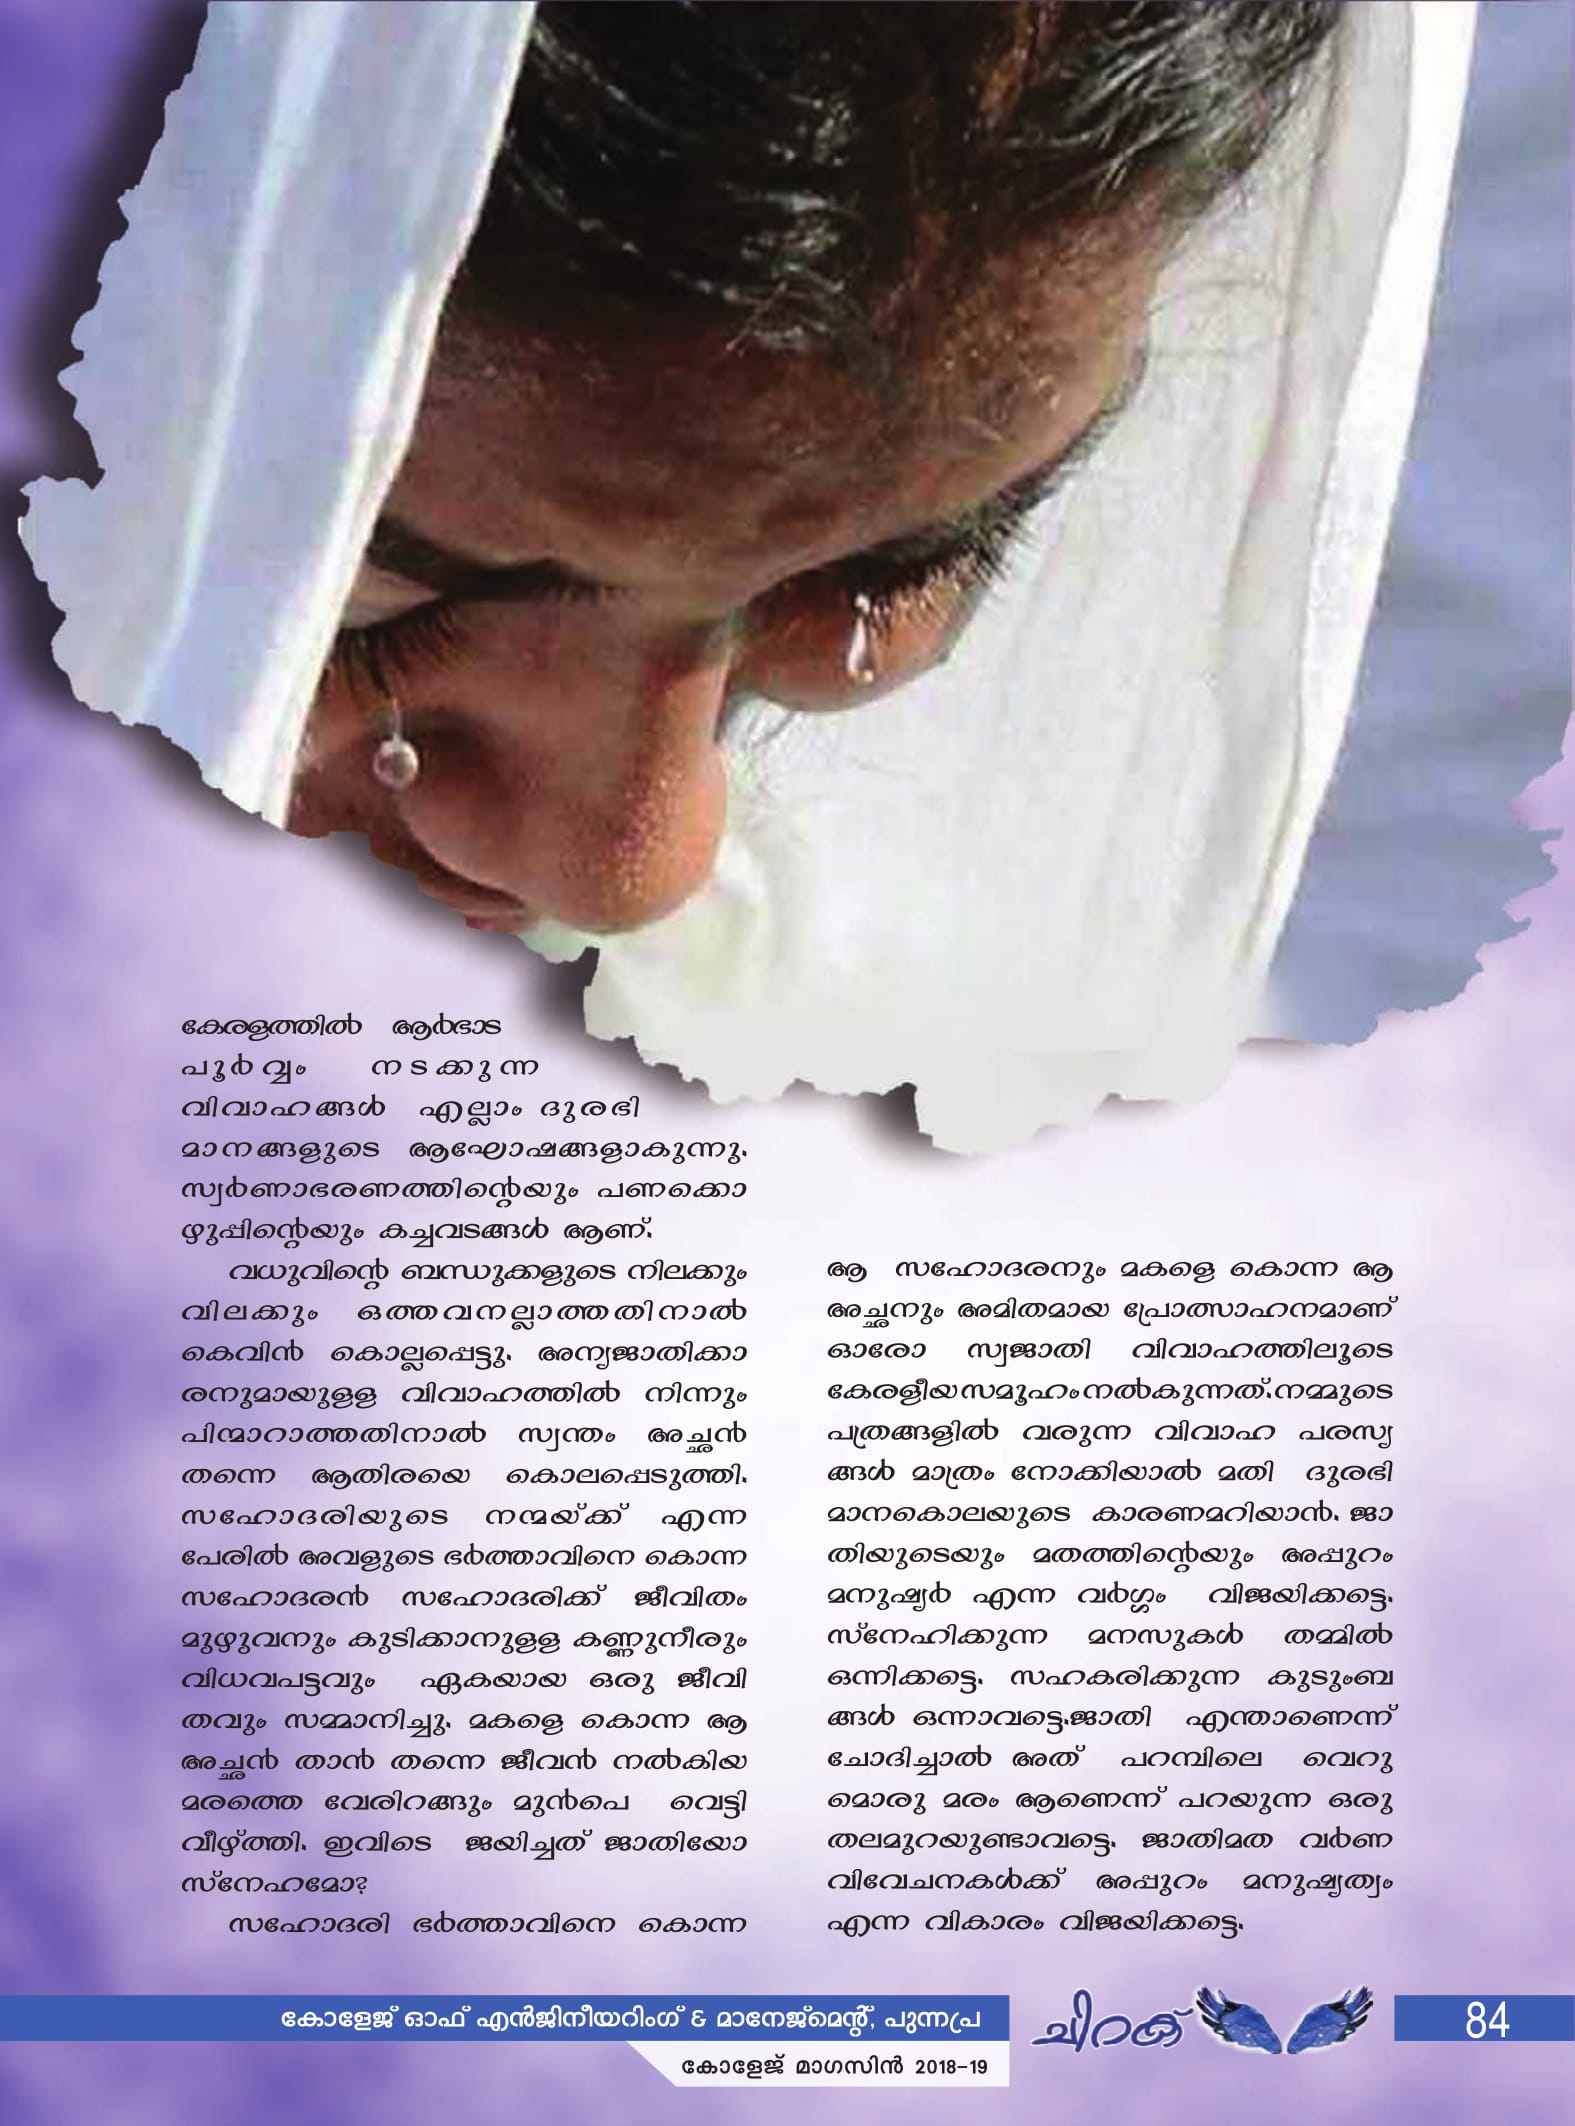 കേരളത്തിൽ ആർഭാട
പൂർവ്വം നടക്കുന്ന
വിവാഹങ്ങൾ എല്ലാം ദുരഭി
മാനങ്ങളുടെ ആഘോഷങ്ങളാകുന്നു.
സ്വർണാഭരണത്തിന്റെയും പണക്കൊ
ഴുപ്പിന്റെയും കച്ചവടങ്ങൾ ആണ്.
വധുവിന്റെ ബന്ധുക്കളുടെ നിലക്കും
വിലക്കും ഒത്തവനല്ലാത്തതിനാൽ
കെവിൻ കൊല്ലപ്പെട്ടു. അന്യജാതിക്കാ
രനുമായുളള വിവാഹത്തിൽ നിന്നും
പിന്മാറാത്തതിനാൽ സ്വന്തം അച്ഛൻ
തന്നെ ആതിരയെ കൊലപ്പെടുത്തി.
സഹോദരിയുടെ നന്മയ്ക്ക് എന്ന
പേരിൽ അവളുടെ ഭർത്താവിനെ കൊന്ന
സഹോദരൻ സഹോദരിക്ക് ജീവിതം
മുഴുവനും കുടിക്കാനുളള കണ്ണുനീരും
വിധവപട്ടവും ഏകയായ ഒരു ജീവി
തവും സമ്മാനിച്ചു. മകളെ കൊന്ന ആ
അച്ഛൻ താൻ തന്നെ ജീവൻ നൽകിയ
മരത്തെ വേരിറങ്ങും മുൻപെ വെട്ടി
വീഴ്ത്തി. ഇവിടെ ജയിച്ചത് ജാതിയോ
സ്നേഹമോ?
സഹോദരി ഭർത്താവിനെ കൊന്ന
ആ സഹോദരനും മകളെ കൊന്ന ആ
അച്ഛനും അമിതമായ പ്രോത്സാഹനമാണ്
ഓരോ സ്വജാതി വിവാഹത്തിലൂടെ
കേരളീയസമൂഹംനൽകുന്നത്.നമ്മുടെ
പത്രങ്ങളിൽ വരുന്ന വിവാഹ പരസ്യ
ങ്ങൾ മാത്രം നോക്കിയാൽ മതി ദുരഭി
മാനകൊലയുടെ കാരണമറിയാൻ. ജാ
തിയുടെയും മതത്തിന്റെയും അപ്പുറം
മനുഷ്യർ എന്ന വർഗ്ഗം വിജയിക്കട്ടെ.
സ്നേഹിക്കുന്ന മനസുകൾ തമ്മിൽ
ഒന്നിക്കട്ടെ. സഹകരിക്കുന്ന കുടുംബ
ങ്ങൾ ഒന്നാവട്ടെ.ജാതി എന്താണെന്ന്
ചോദിച്ചാൽ അത് പറമ്പിലെ വെറു
മൊരു മരം ആണെന്ന് പറയുന്ന ഒരു
തലമുറയുണ്ടാവട്ടെ. ജാതിമത വർണ
വിവേചനകൾക്ക് അപ്പുറം മനുഷ്യത്വം
എന്ന വികാരം വിജയിക്കട്ടെ.
കോളേജ് ഓഫ് എൻജിനീയറിംഗ് & മാനേജ്മെന്റ്, പുന്നപ്ര
ചിറക്
84
കോളേജ് മാഗസിൻ 2018-19